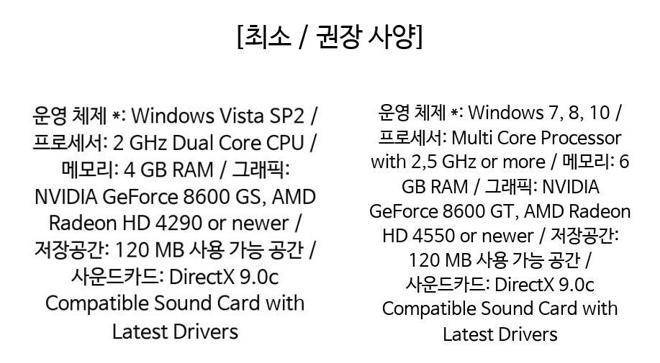 [최소 / 권장 사양]
운영 체제 *: Windows Vista SP2 /
프로세서: 2 GHz Dual Core CPU /
메모리: 4 GB RAM / 그래픽:
NVIDIA GeForce 8600 GS, AMD
Radeon HD 4290 or newer /
저장공간: 120 MB 사용 가능 공간 /
사운드카드: DirectX 9.0c
Compatible Sound Card with
Latest Drivers
운영 체제 *: Windows 7, 8, 10 /
프로세서: Multi Core Processor
with 2,5 GHz or more / 메모리: 6
GB RAM / 그래픽: NVIDIA
GeForce 8600 GT, AMD Radeon
HD 4550 or newer / 저장공간:
120 MB 사용 가능 공간 /
사운드카드: DirectX 9.0c
Compatible Sound Card with
Latest Drivers